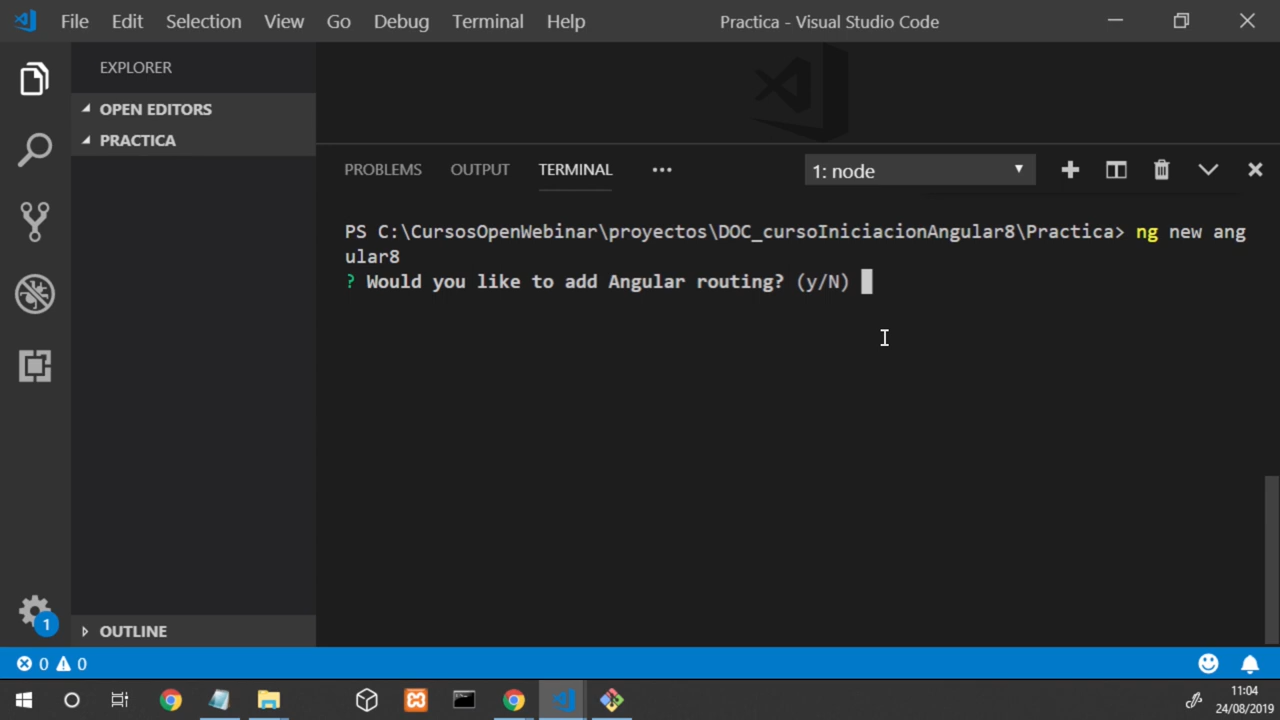 File Edit Selection View Go Debug Terminal Help Practica - Visual Studio Code
EXPLORER
OPEN EDITORS
PRACTICA
OUTLINE
PROBLEMS OUTPUT TERMINAL ••• 1: node
PS C:\CursosOpenWebinar\proyectos\DOC_cursoIniciacionAngular8\Practica> ng new ang
ular8
? Would you like to add Angular routing? (y/N)
1
0 0
11:04
24/08/2019